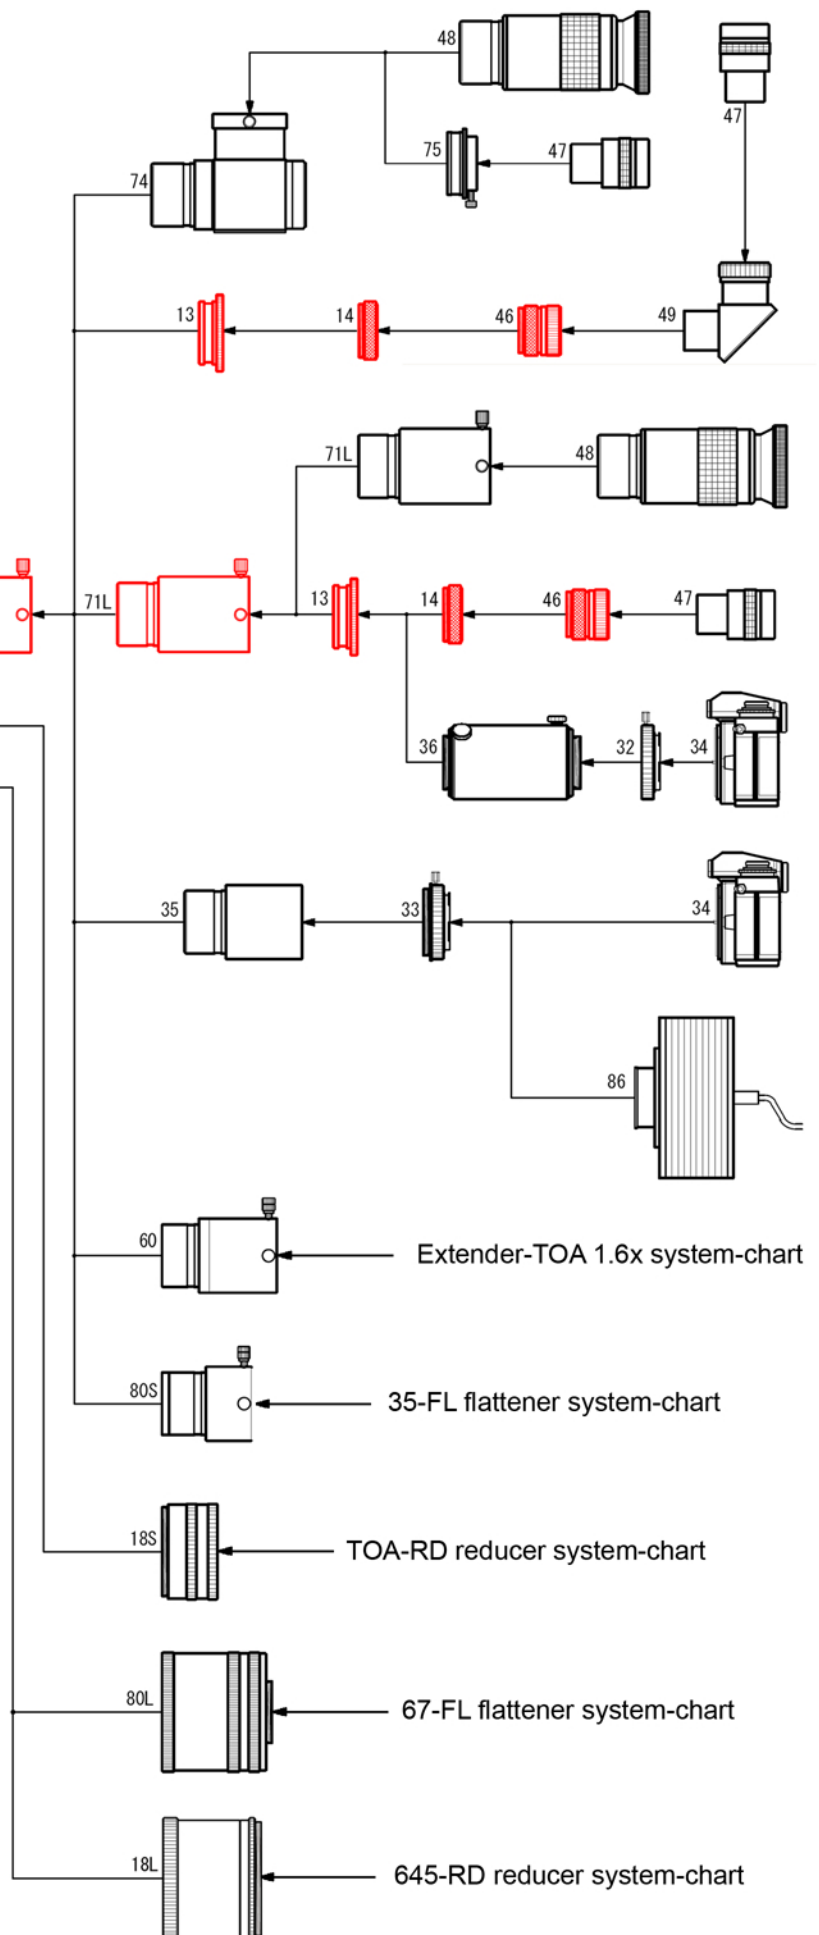 48
47
75
47
74
13
14
46
49
71L
48
71L
13
14
46
47
36
32
34
35
33
34
86
60
Extender-TOA 1.6x system-chart
80S
35-FL flattener system-chart
18S
TOA-RD reducer system-chart
80L
67-FL flattener system-chart
18L
645-RD reducer system-chart